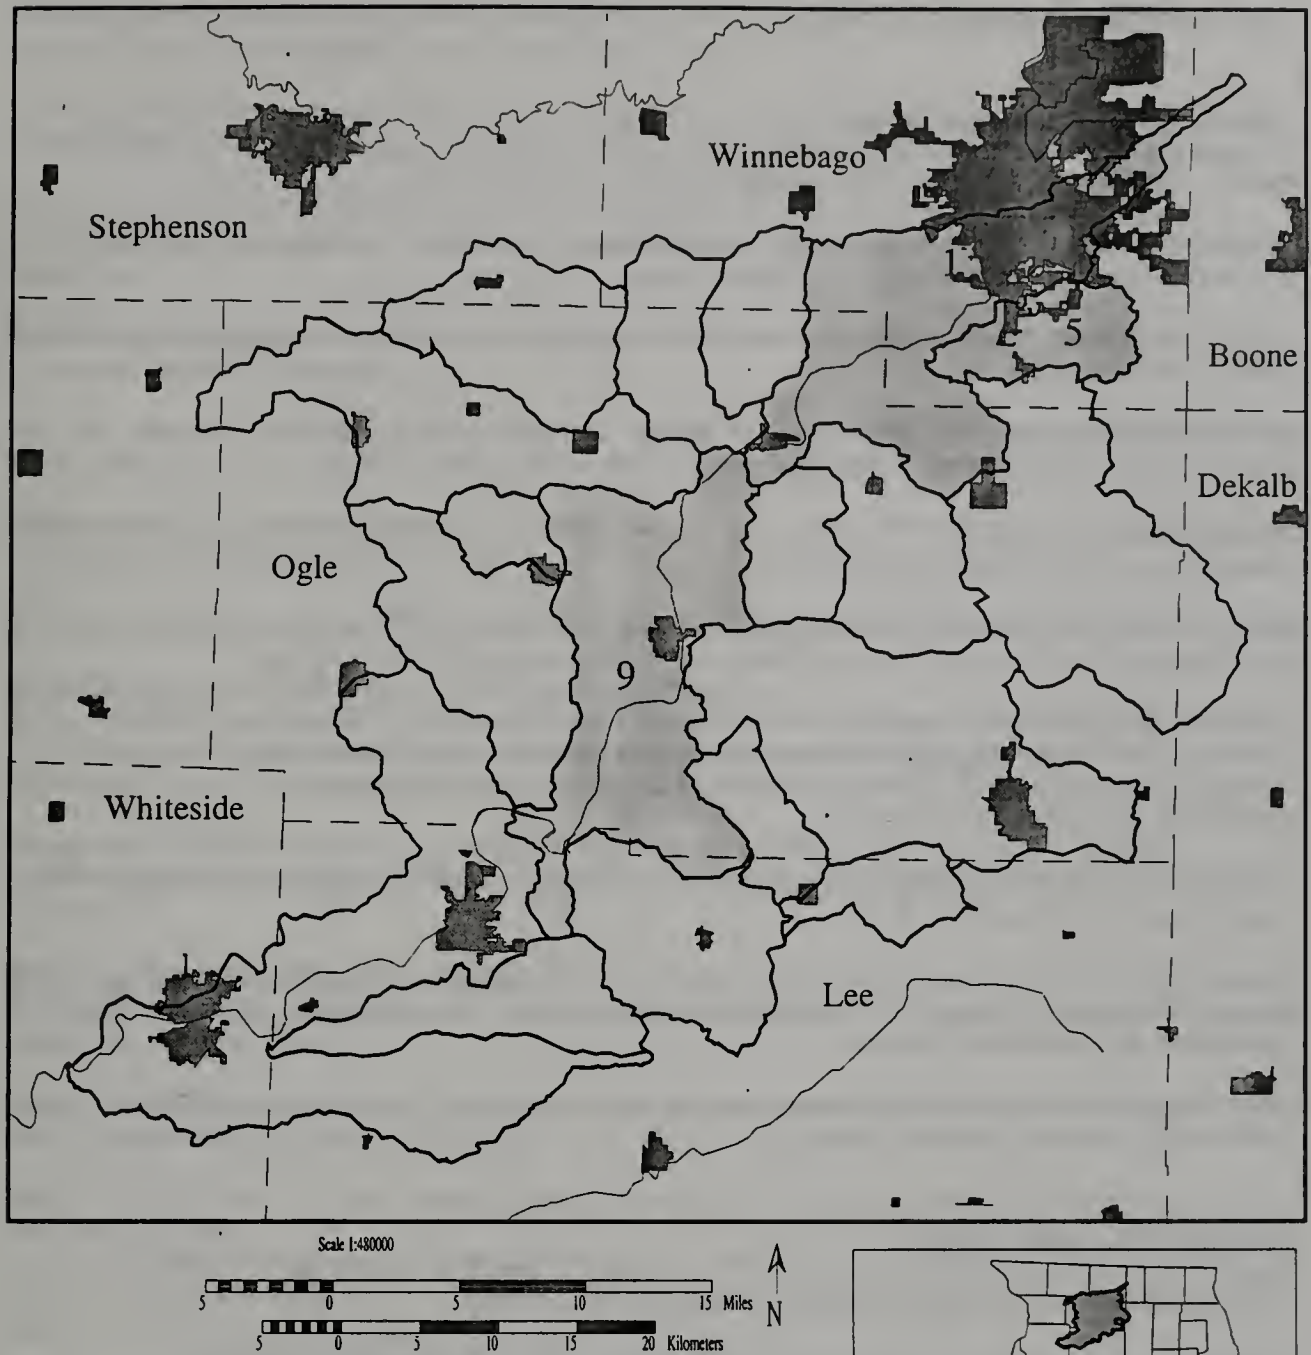 Winnebago
Stephenson
1
5
Boone
Dekalb
Ogle
9
Whiteside
Lee
Scale 1:480000
5 0 5 10 15 Miles
N
5 0 5 10 15 20 Kilometers